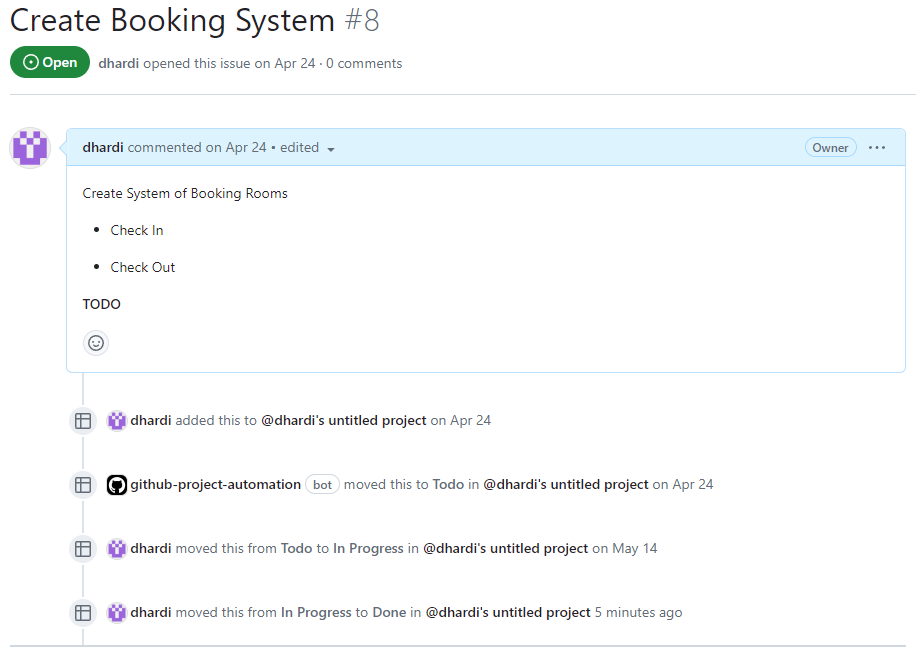 Create Booking System #8
Open dhardi opened this issue on Apr 24 · 0 comments
dhardi commented on Apr 24 • edited Owner
Create System of Booking Rooms
• Check In
• Check Out
TODO
dhardi added this to @dhardi's untitled project on Apr 24
github-project-automation bot moved this to Todo in @dhardi's untitled project on Apr 24
dhardi moved this from Todo to In Progress in @dhardi's untitled project on May 14
dhardi moved this from In Progress to Done in @dhardi's untitled project 5 minutes ago